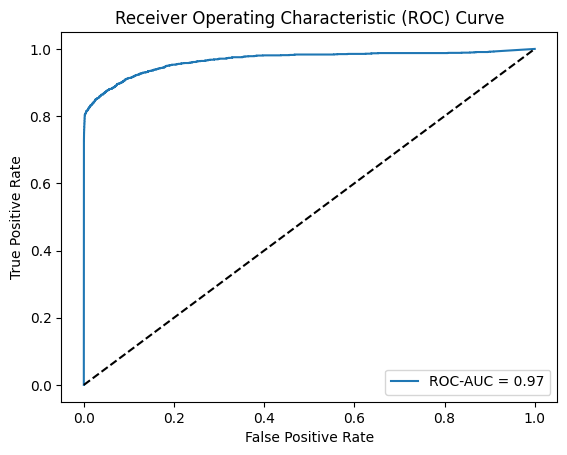 Receiver Operating Characteristic (ROC) Curve
1.0
0.8
0.6
0.4
0.2
0.0
True Positive Rate
ROC-AUC = 0.97
0.0 0.2 0.4 0.6 0.8 1.0
False Positive Rate